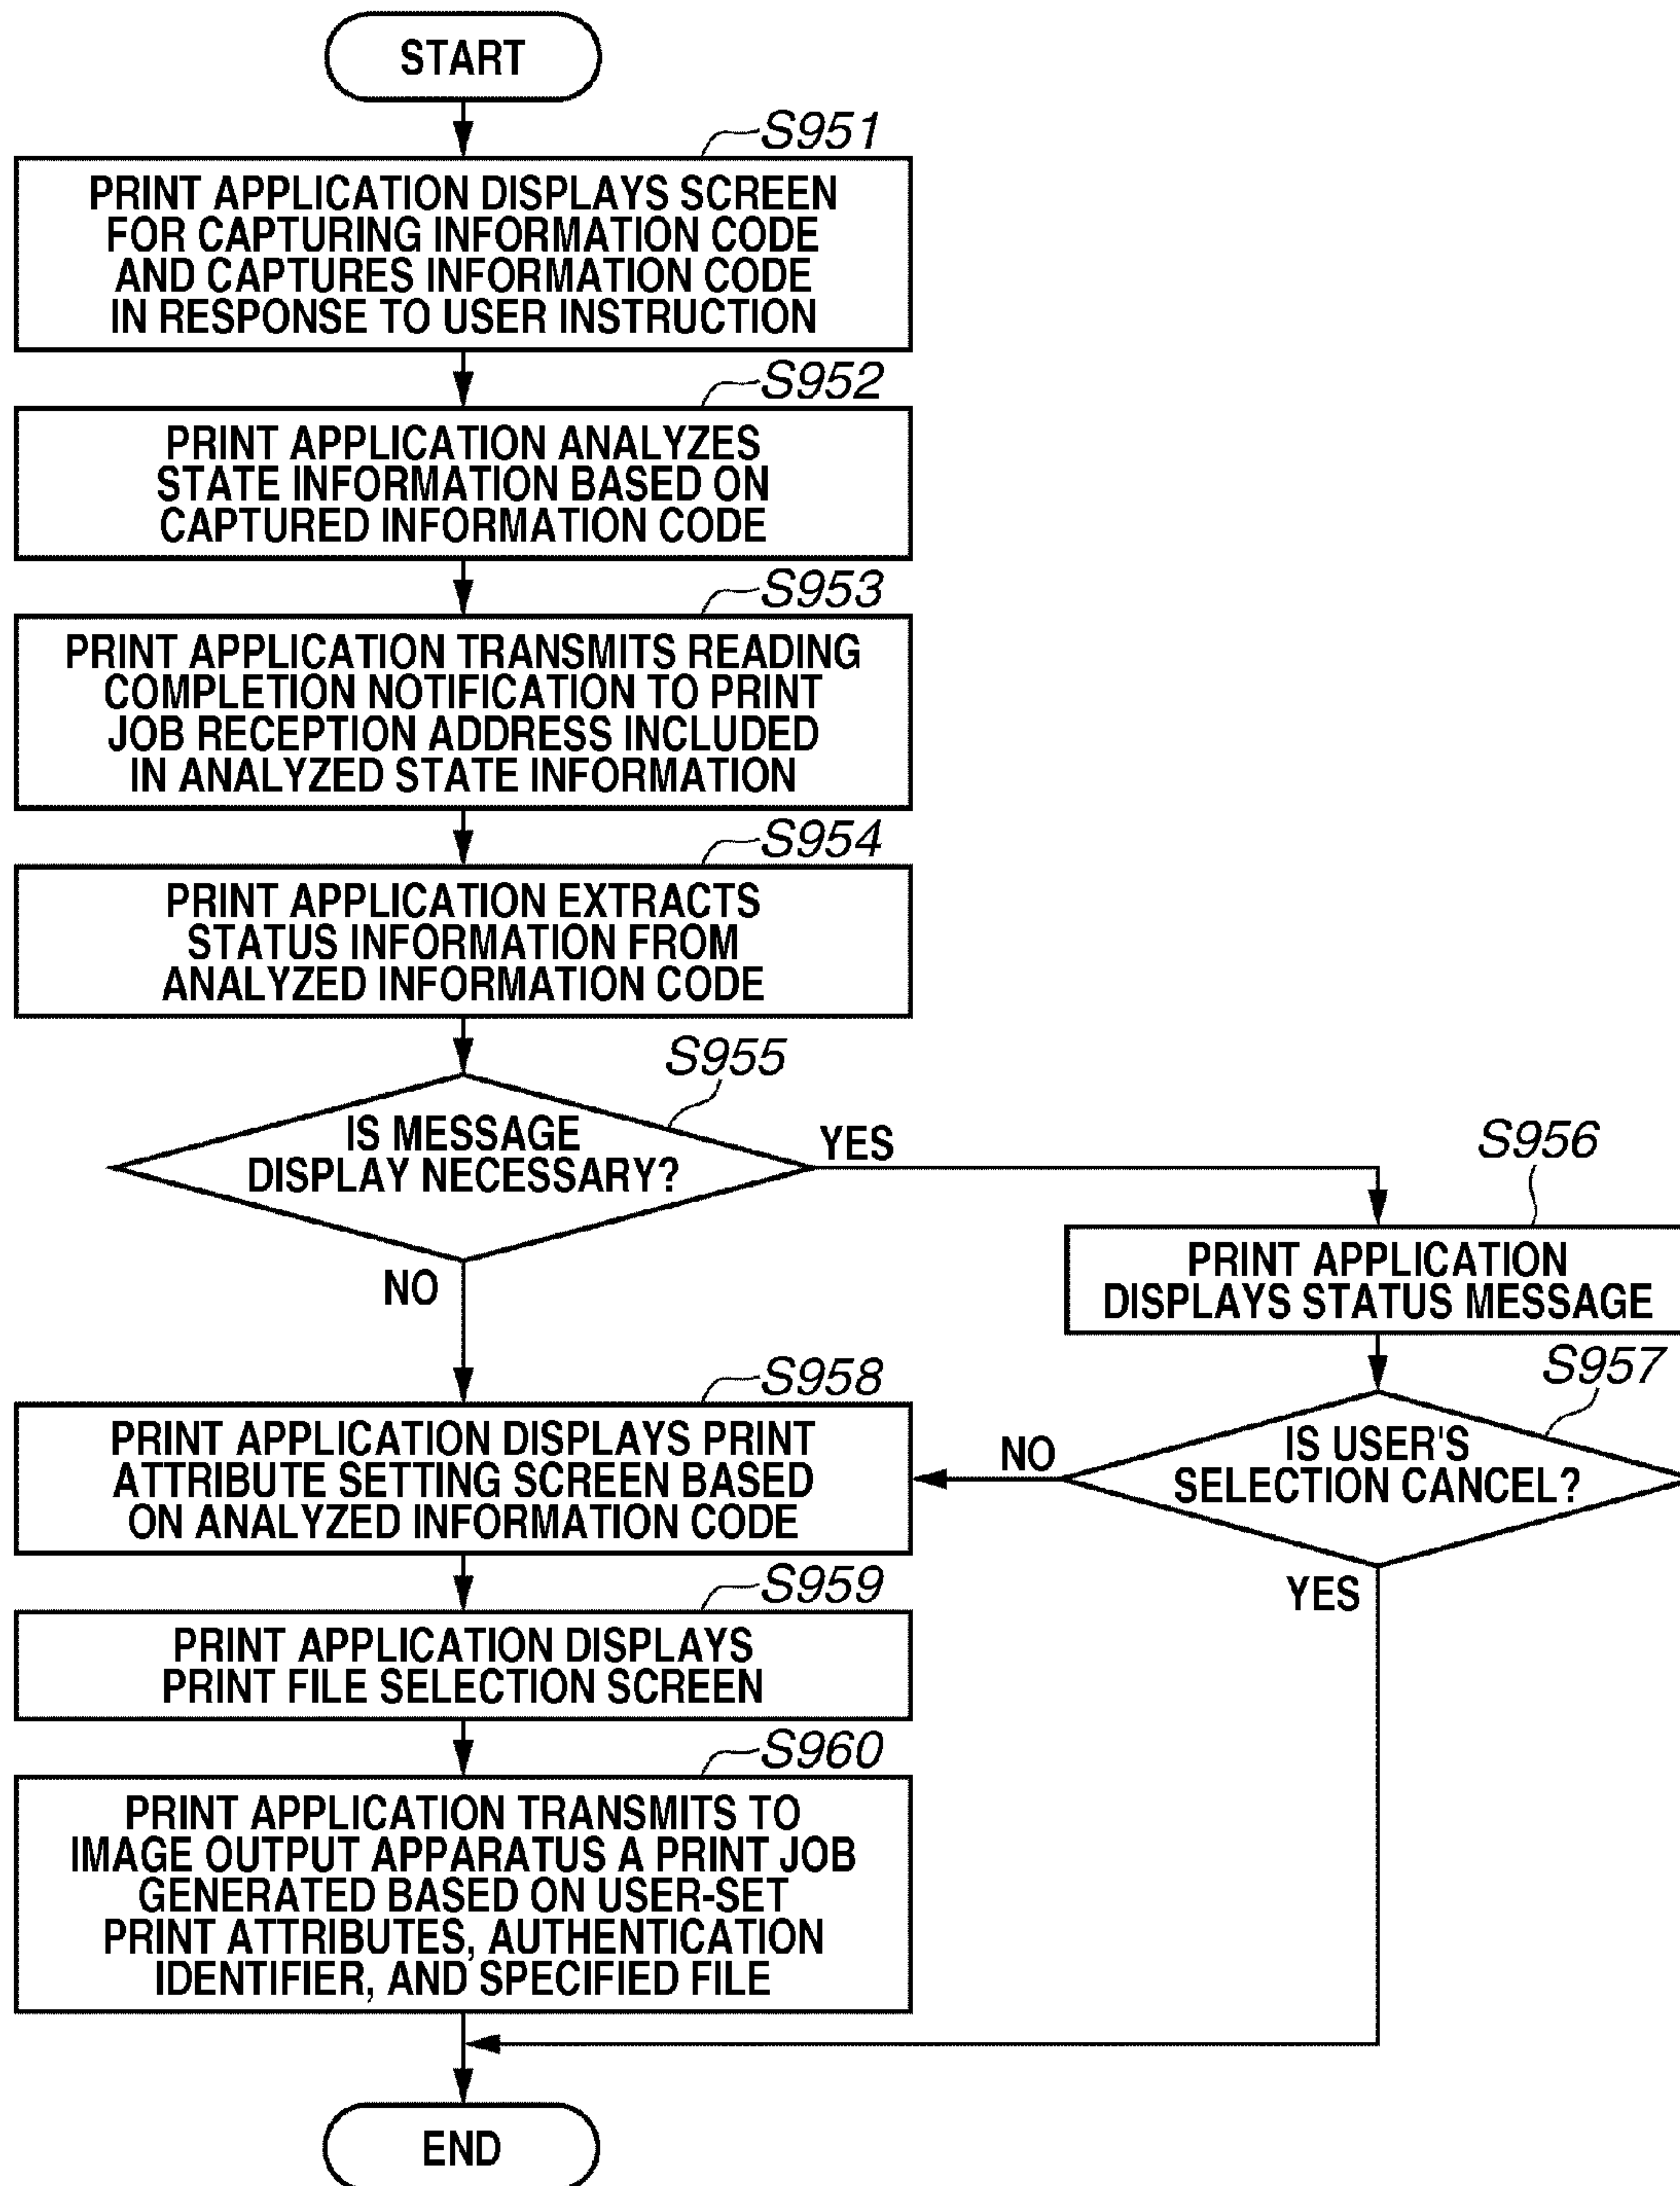 START
S951
PRINT APPLICATION DISPLAYS SCREEN
FOR CAPTURING INFORMATION CODE
AND CAPTURES INFORMATION CODE
IN RESPONSE TO USER INSTRUCTION
S952
PRINT APPLICATION ANALYZES
STATE INFORMATION BASED ON
CAPTURED INFORMATION CODE
S953
PRINT APPLICATION TRANSMITS READING
COMPLETION NOTIFICATION TO PRINT
JOB RECEPTION ADDRESS INCLUDED
IN ANALYZED STATE INFORMATION
S954
PRINT APPLICATION EXTRACTS
STATUS INFORMATION FROM
ANALYZED INFORMATION CODE
S955
IS MESSAGE
DISPLAY NECESSARY?
YES
NO
S956
PRINT APPLICATION
DISPLAYS STATUS MESSAGE
S957
IS USER'S
SELECTION CANCEL?
NO
YES
S958
PRINT APPLICATION DISPLAYS PRINT
ATTRIBUTE SETTING SCREEN BASED
ON ANALYZED INFORMATION CODE
S959
PRINT APPLICATION DISPLAYS
PRINT FILE SELECTION SCREEN
S960
PRINT APPLICATION TRANSMITS TO
IMAGE OUTPUT APPARATUS A PRINT JOB
GENERATED BASED ON USER-SET
PRINT ATTRIBUTES, AUTHENTICATION
IDENTIFIER, AND SPECIFIED FILE
END